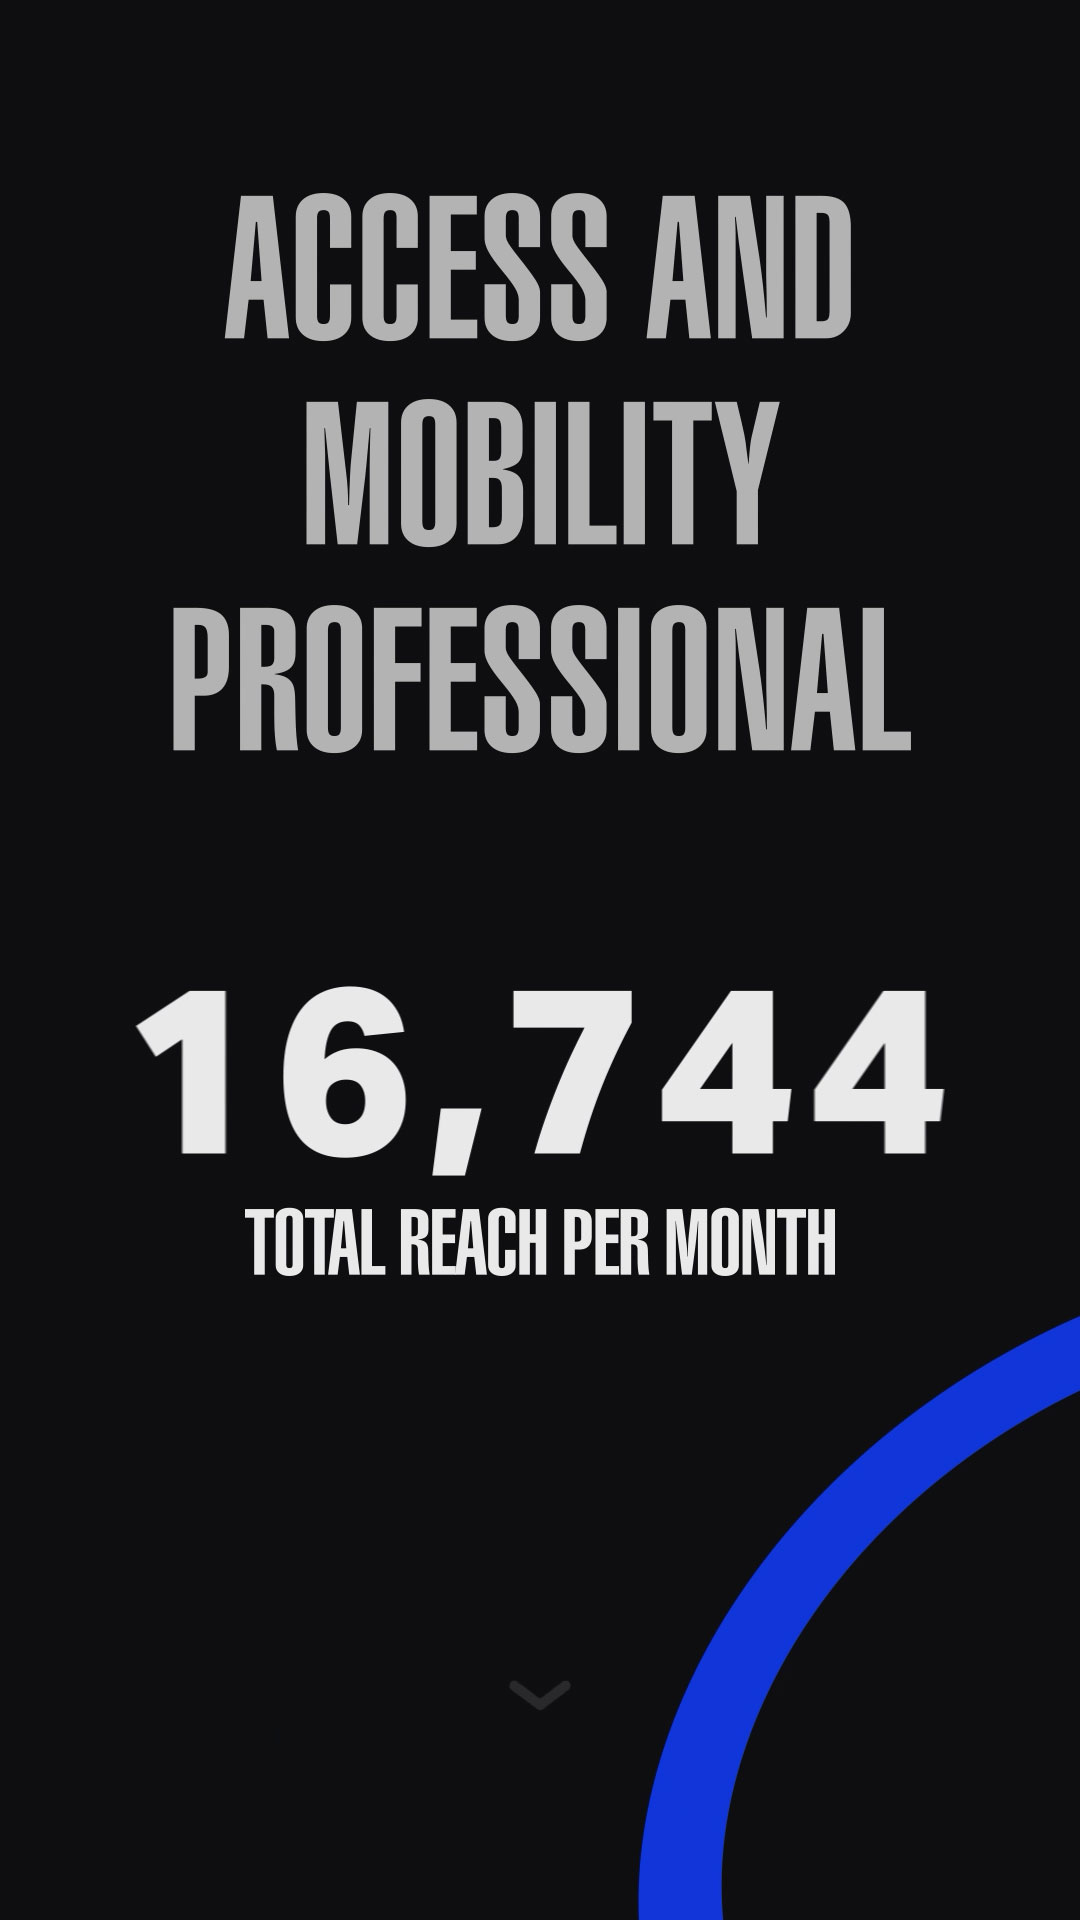 ACCESS AND
MOBILITY
PROFESSIONAL
16,744
TOTAL REACH PER MONTH